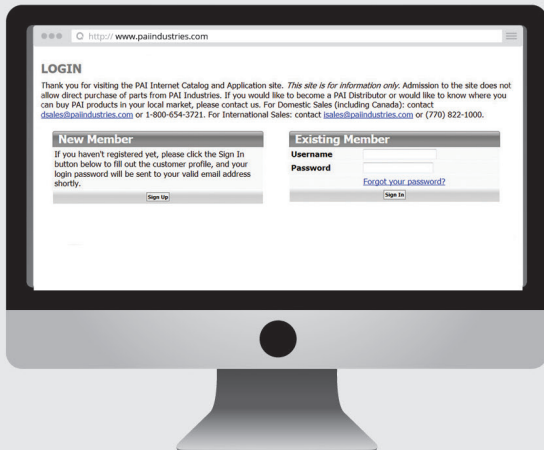 http:// www.paiindustries.com
LOGIN
Thank you for visiting the PAI Internet Catalog and Application site. This site is for information only. Admission to the site does not
allow direct purchase of parts from PAI Industries. If you would like to become a PAI Distributor or would like to know where you
can buy PAI products in your local market, please contact us. For Domestic Sales (including Canada): contact
dsales@paiindustries.com or 1-800-654-3721. For International Sales: contact isales@paiindustries.com or (770) 822-1000.
New Member
If you haven't registered yet, please click the Sign In
button below to fill out the customer profile, and your
login password will be sent to your valid email address
shortly.
Sign Up
Existing Member
Username
Password
Forgot your password?
Sign In